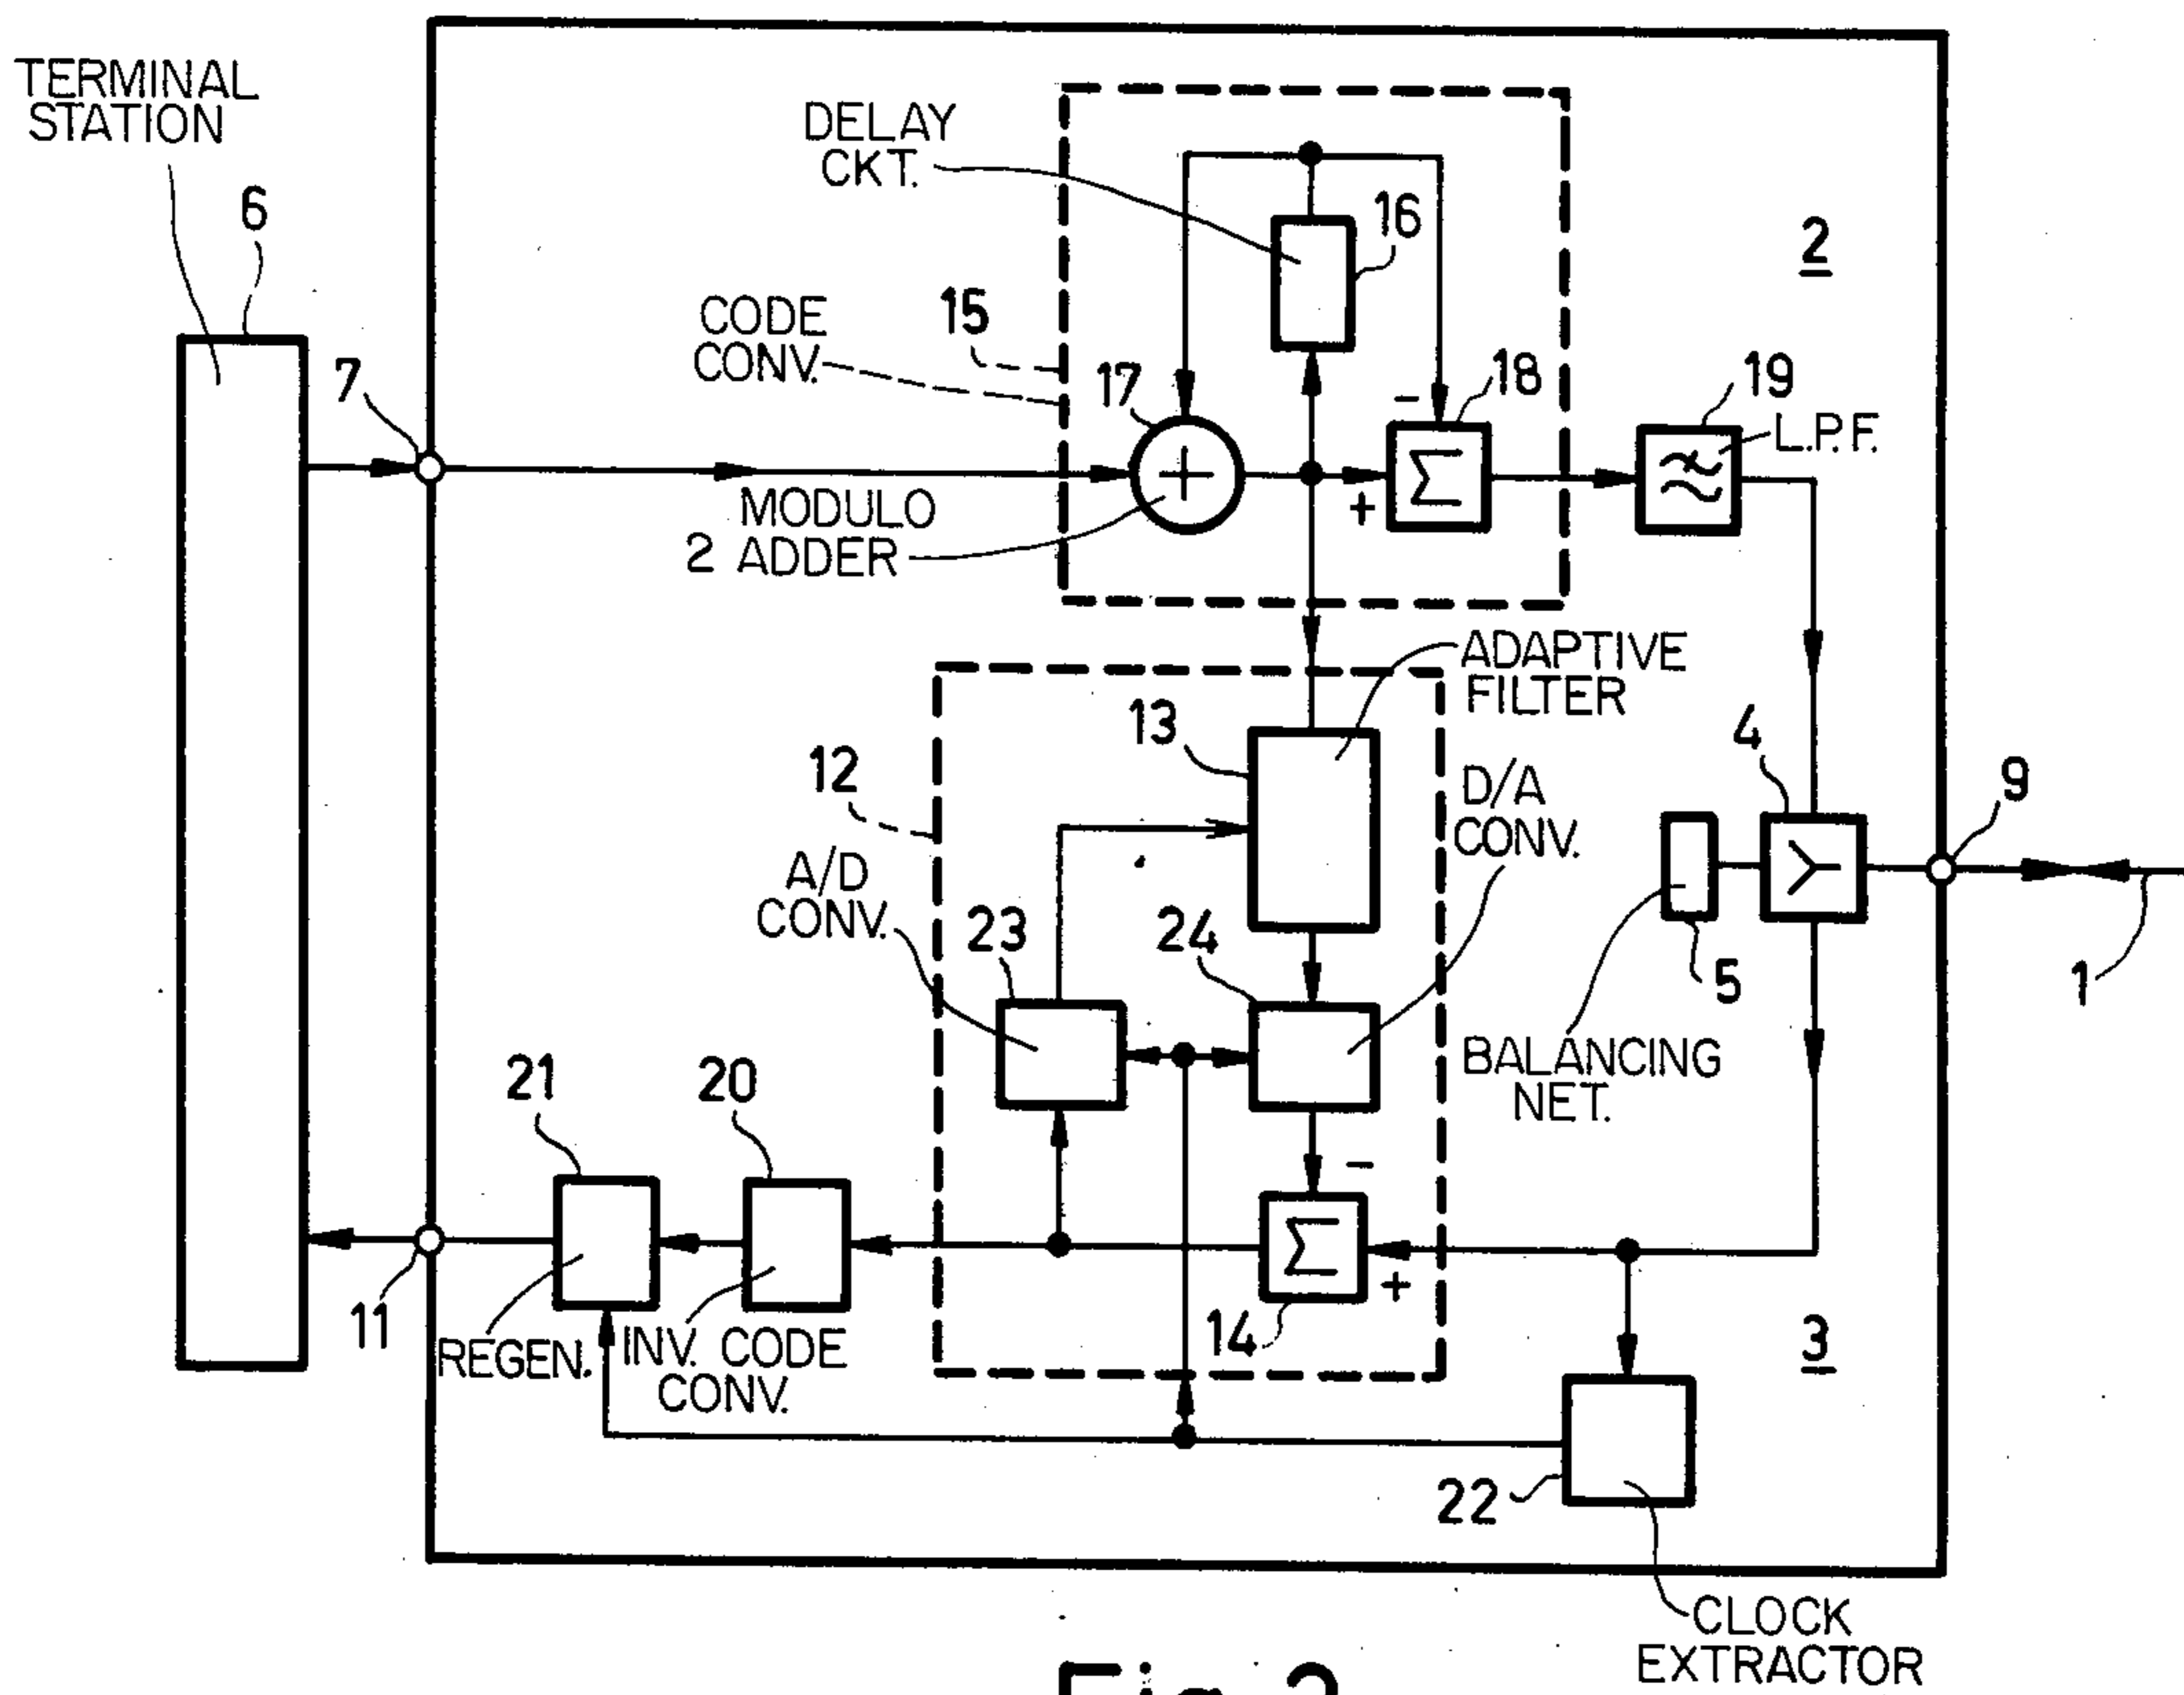 TERMINAL
STATION
6
7
DELAY
CKT.
16
2
CODE
CONV.
15
17
-
18
19
L.P.F.
+
Σ
+
MODULO
2 ADDER
ADAPTIVE
FILTER
13
12
D/A
CONV.
4
9
A/D
CONV.
23
24
5
1
BALANCING
NET.
21
20
-
Σ
+
14
11
REGEN.
INV. CODE
CONV.
3
22
CLOCK
EXTRACTOR